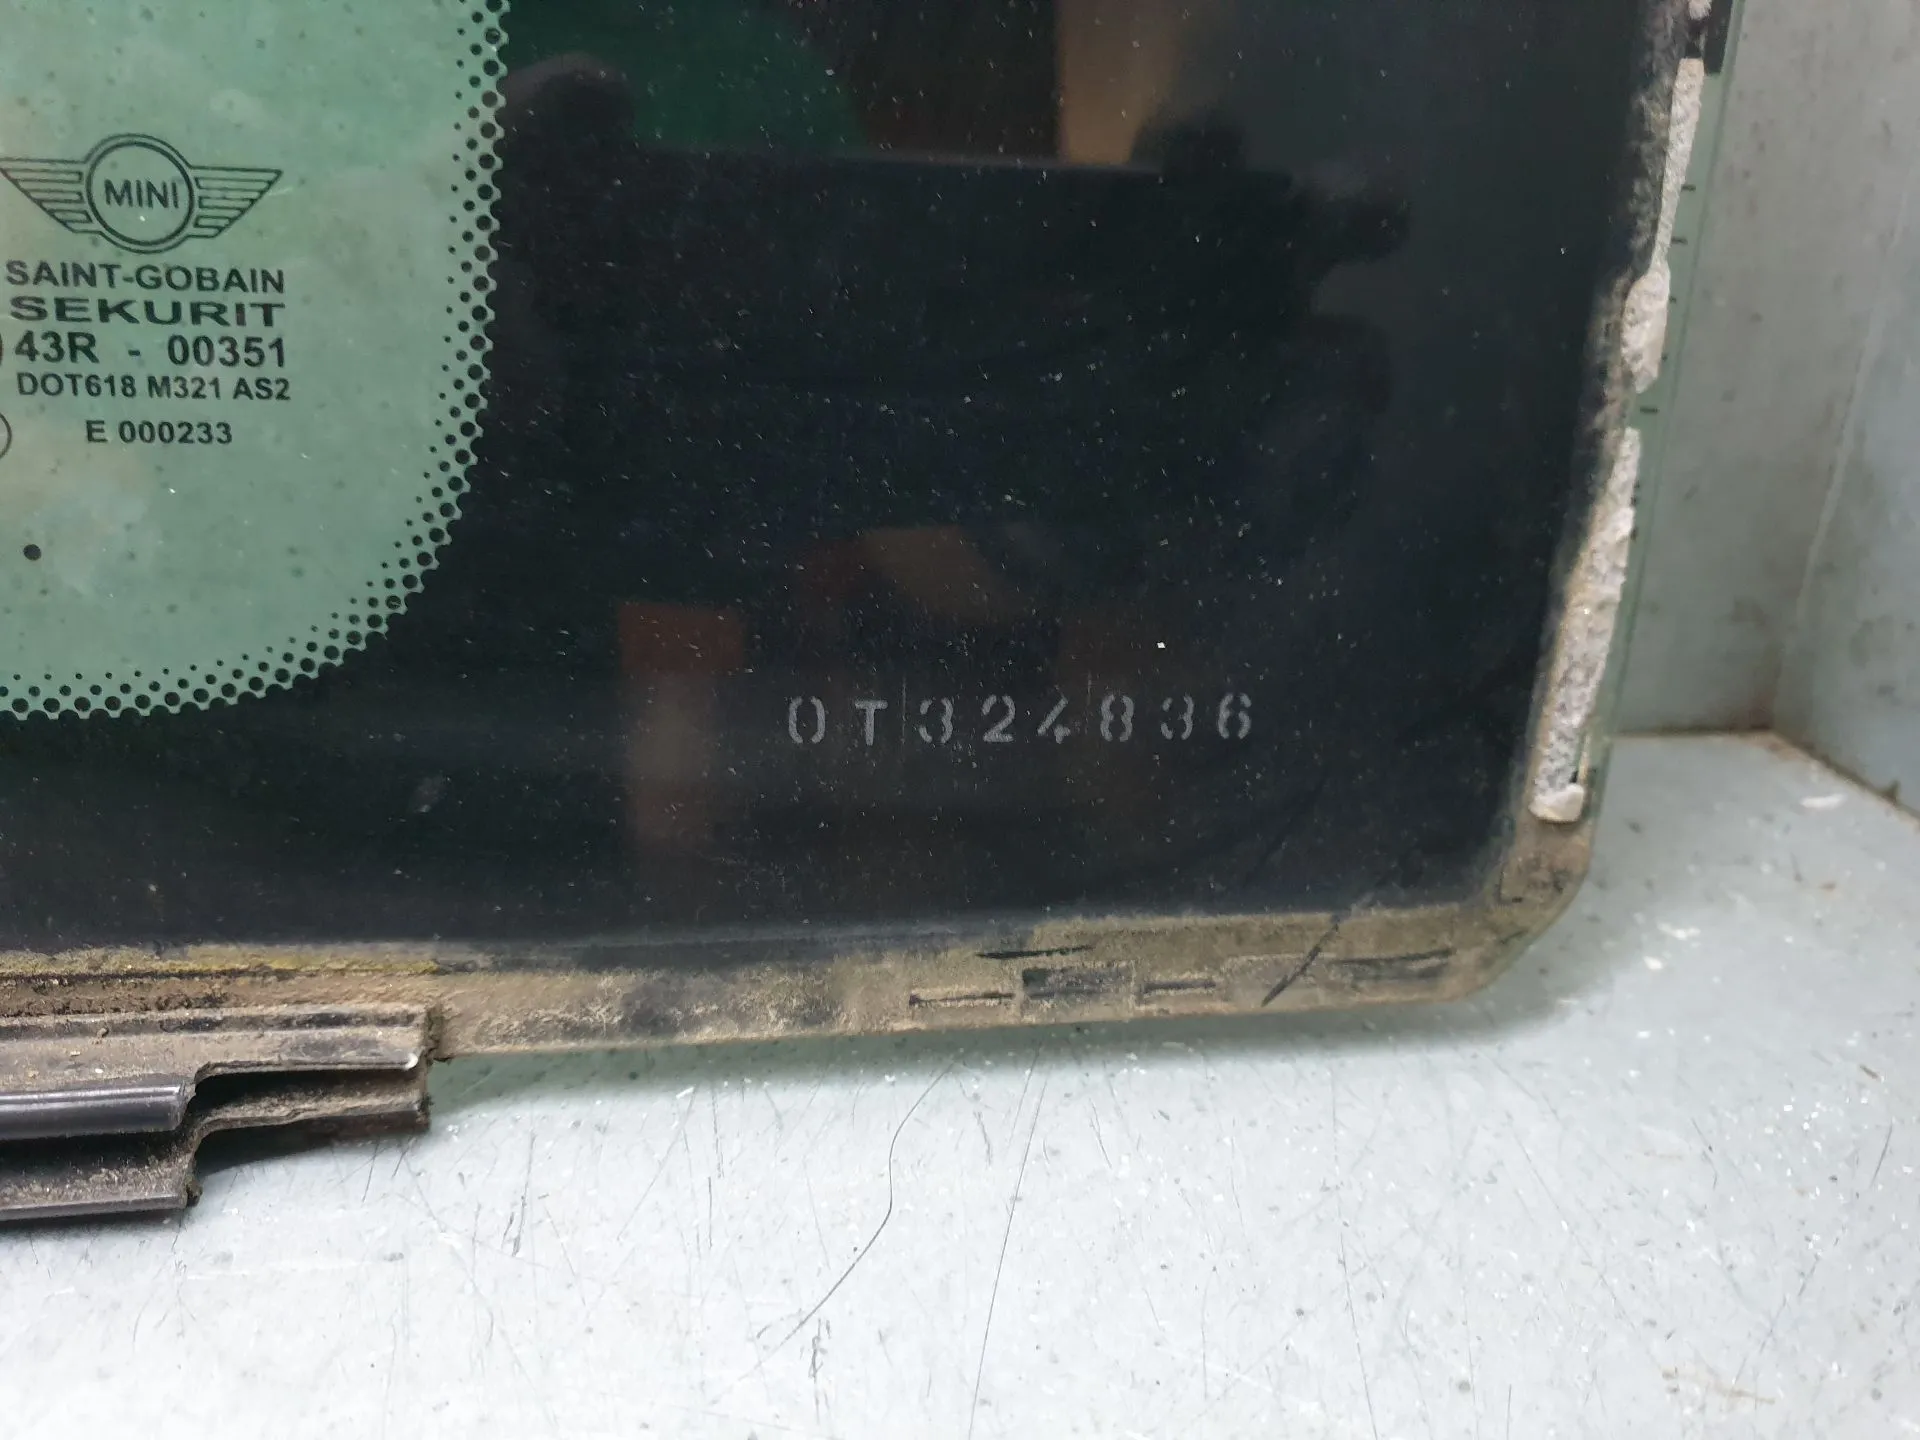 MINI
SAINT-GOBAIN
SEKURIT
43R - 00351
DOT618 M321 AS2
E 000233
0T324836